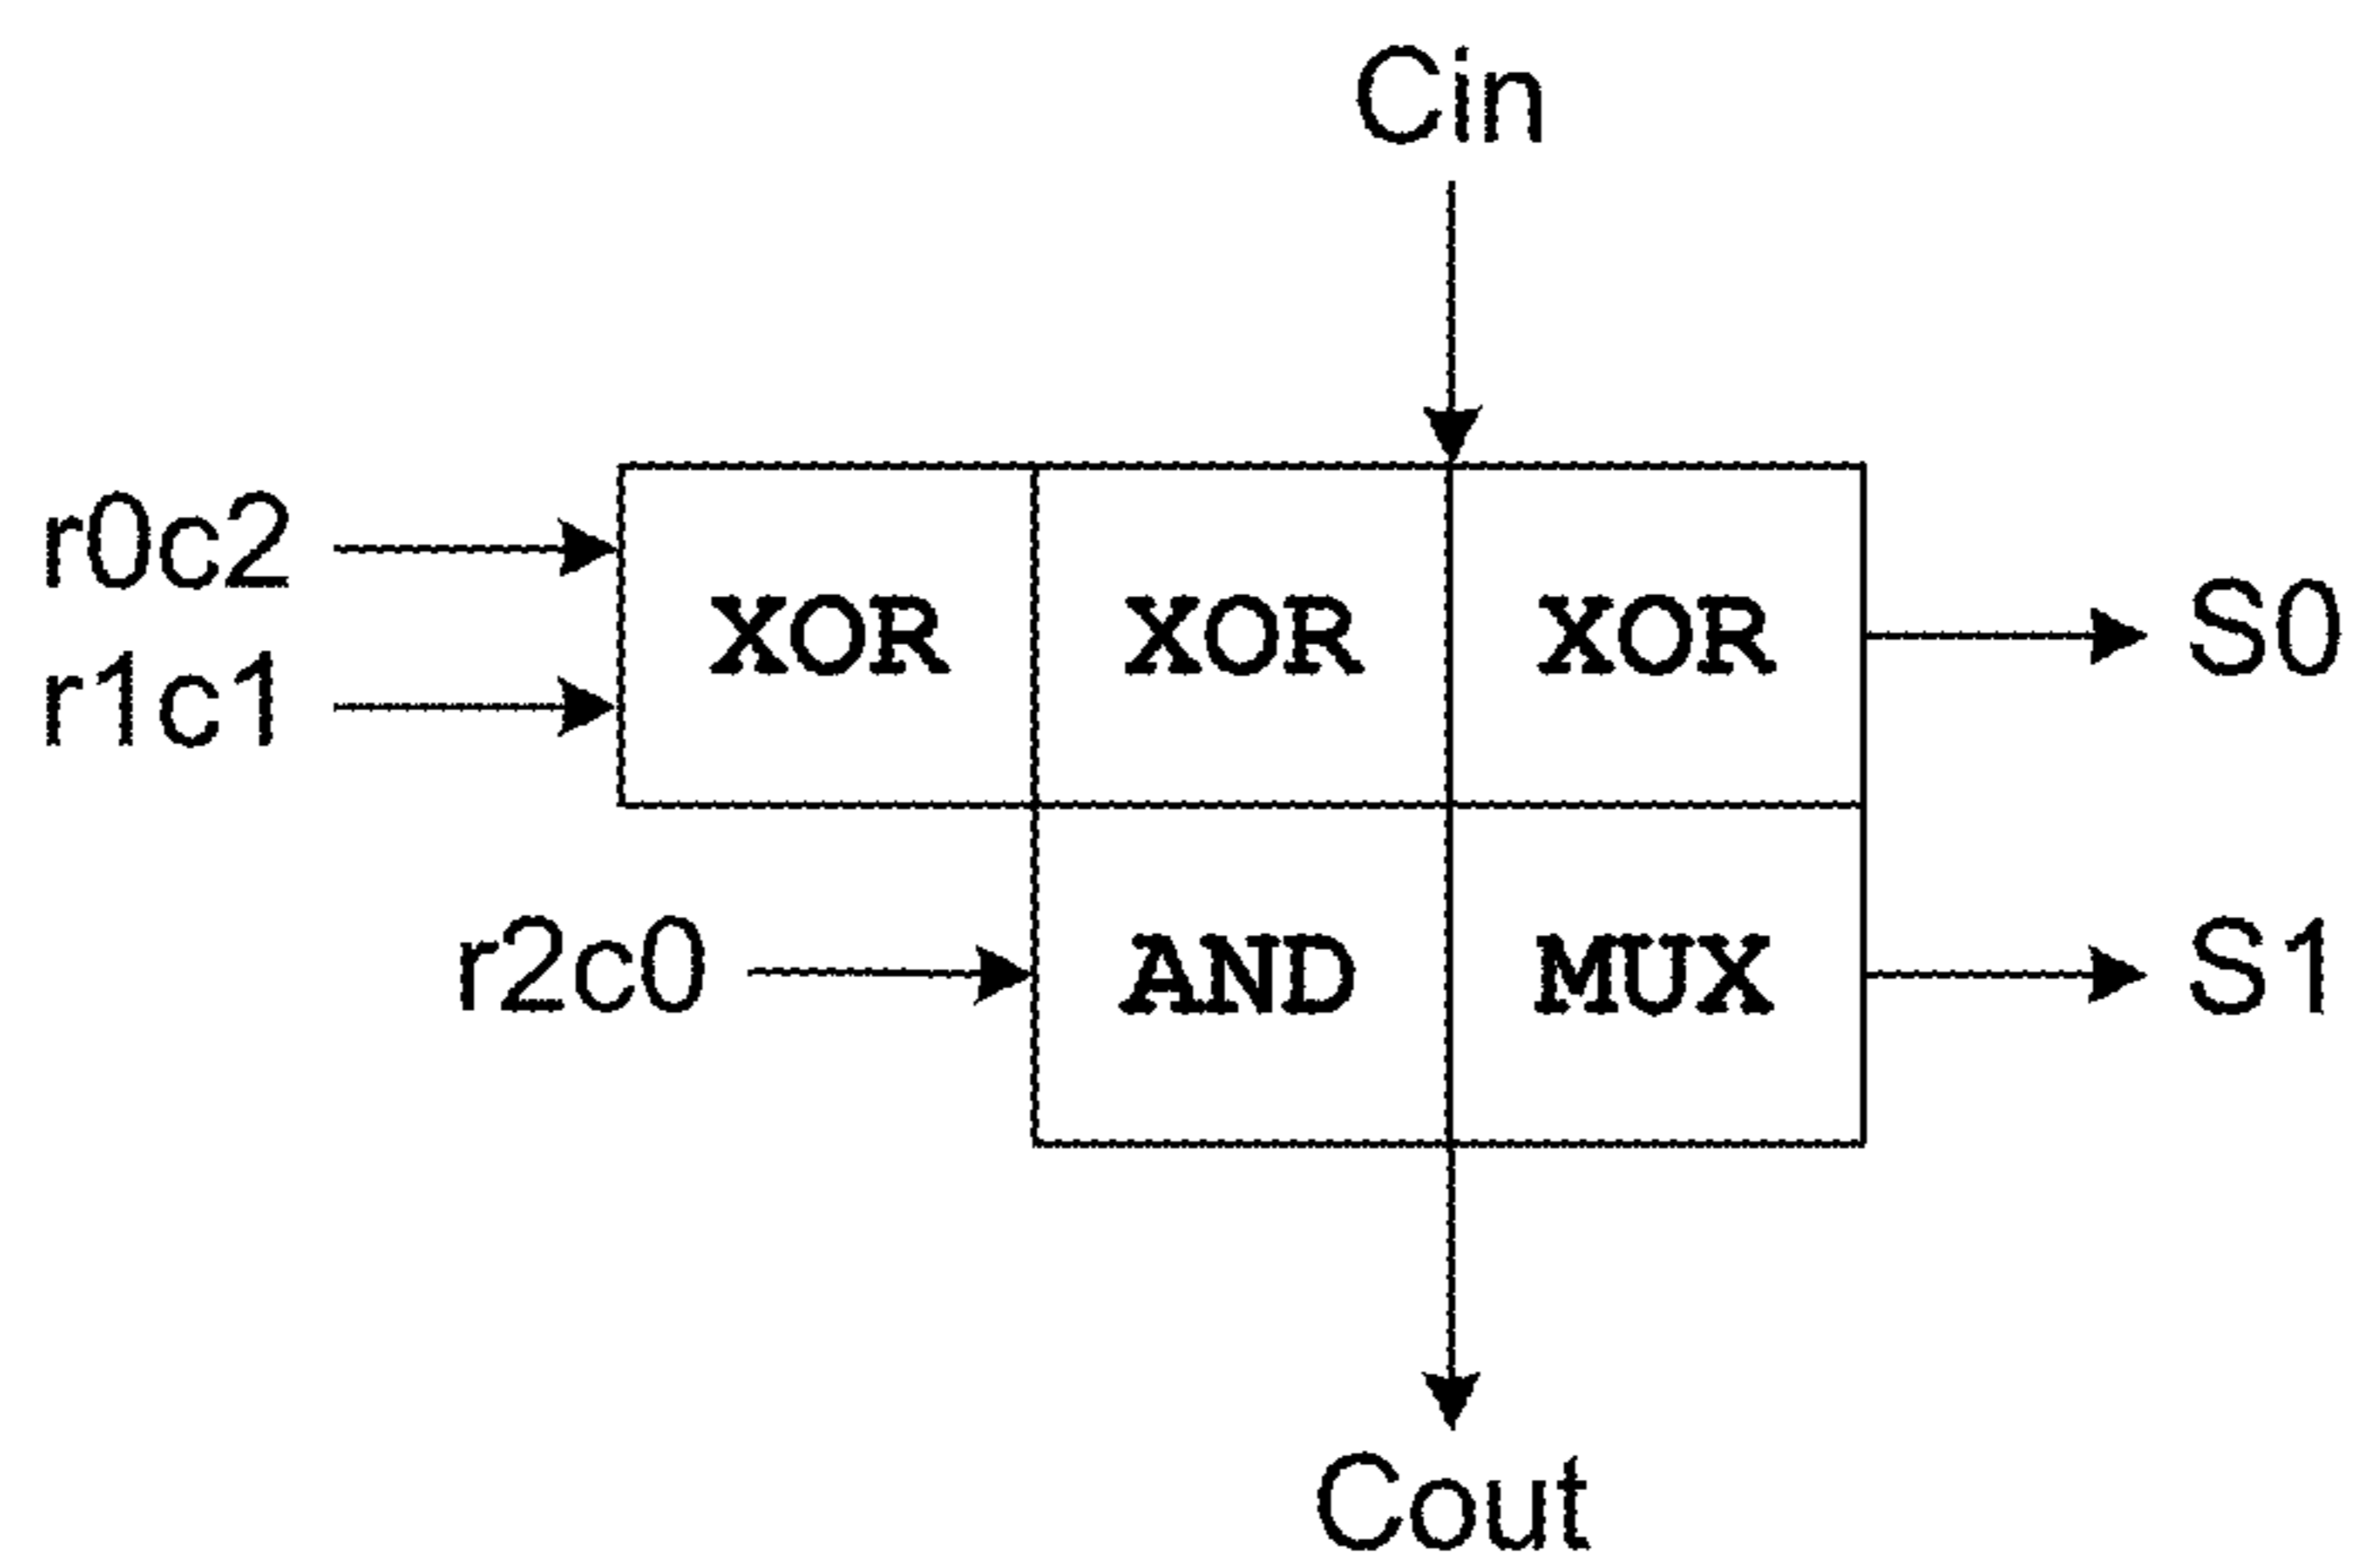 Cin
r0c2
r1c1
XOR XOR XOR
S0
r2c0
AND MUX
S1
Cout